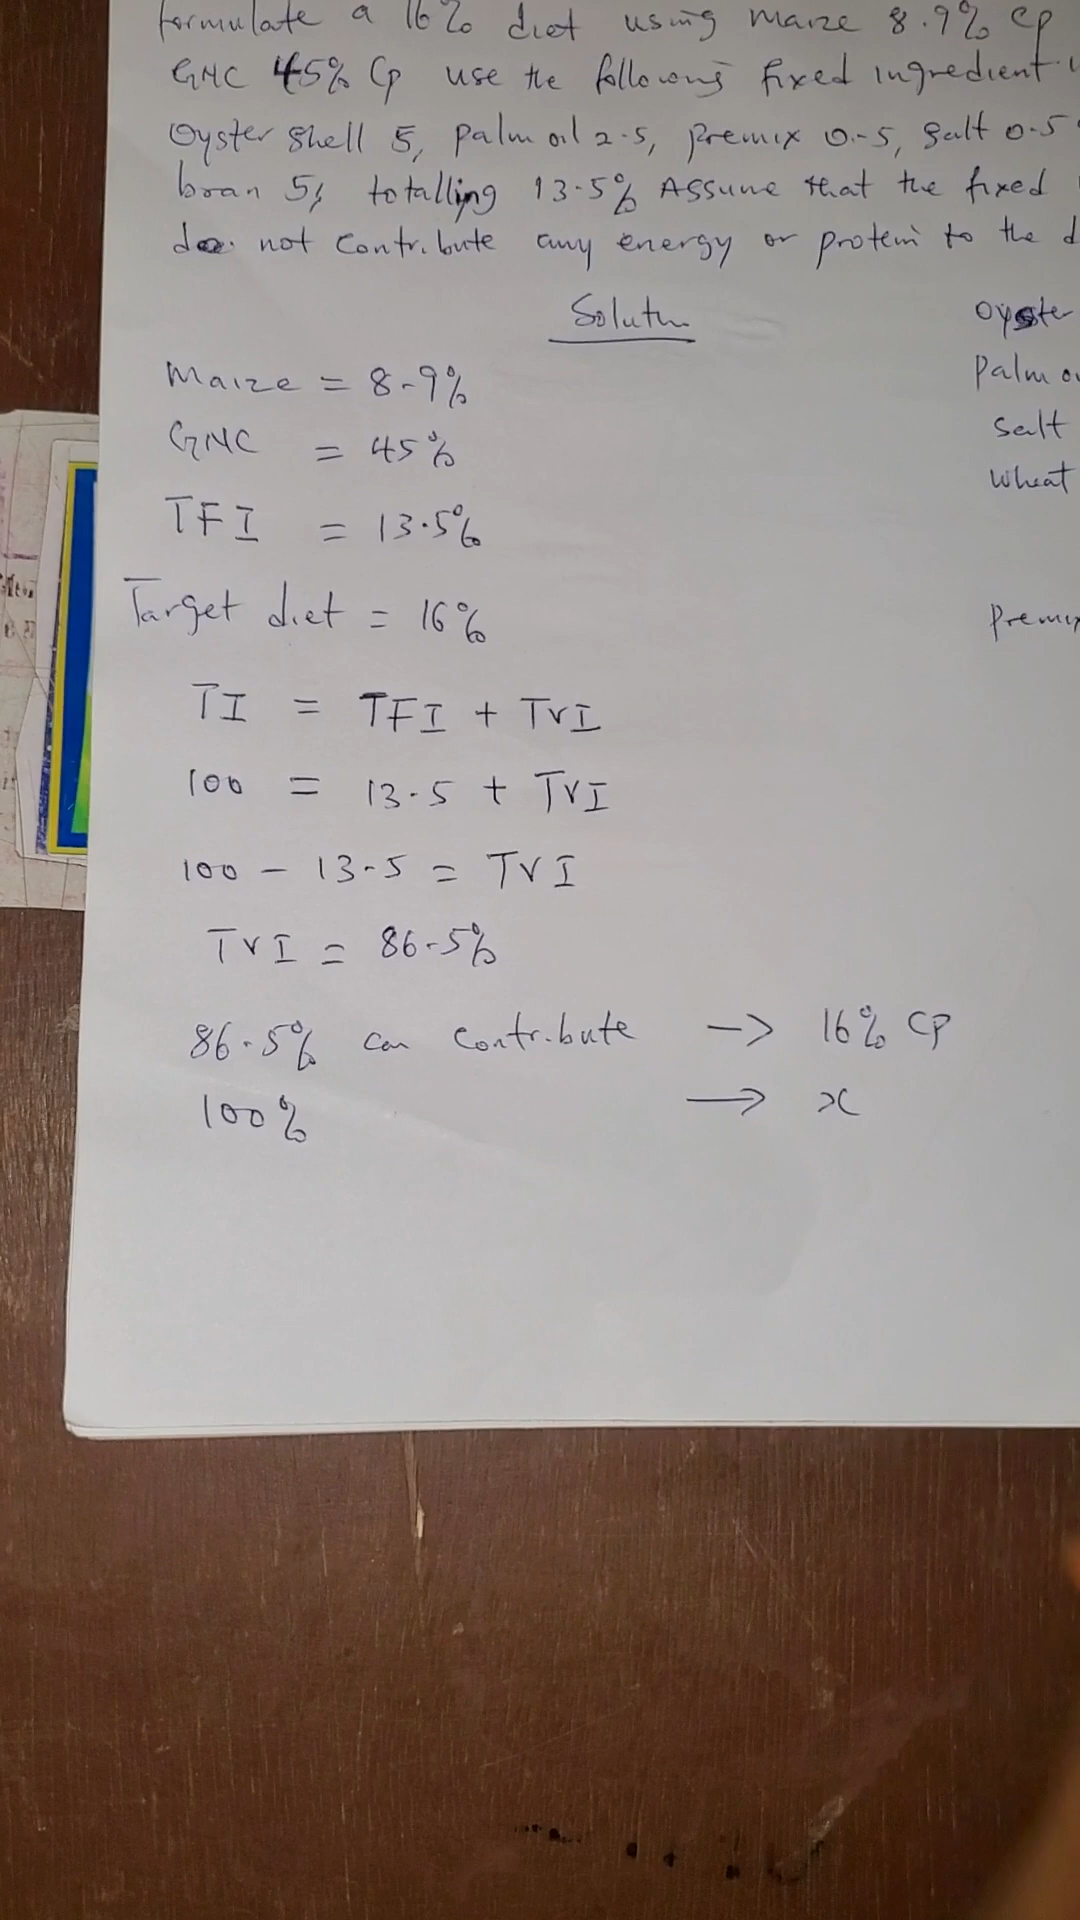 formulate a 16% diet using maize 8.9% cp
GNC 45% Cp use the following fixed ingredient
Oyster shell 5, palm oil 2.5, premix 0.5, salt 0.5
bran 5, totalling 13.5% Assume that the fixed
do not contribute any energy or protein to the d
Solutn
Oyster
Maize = 8.9%
Palm o
GNC = 45%
Salt
Wheat
TFI = 13.5%
Target diet = 16%
Premix
TI = TFI + TVI
100 = 13.5 + TVI
100 - 13.5 = TVI
TVI = 86.5%
86.5% can contribute -> 16% CP
100% -> x